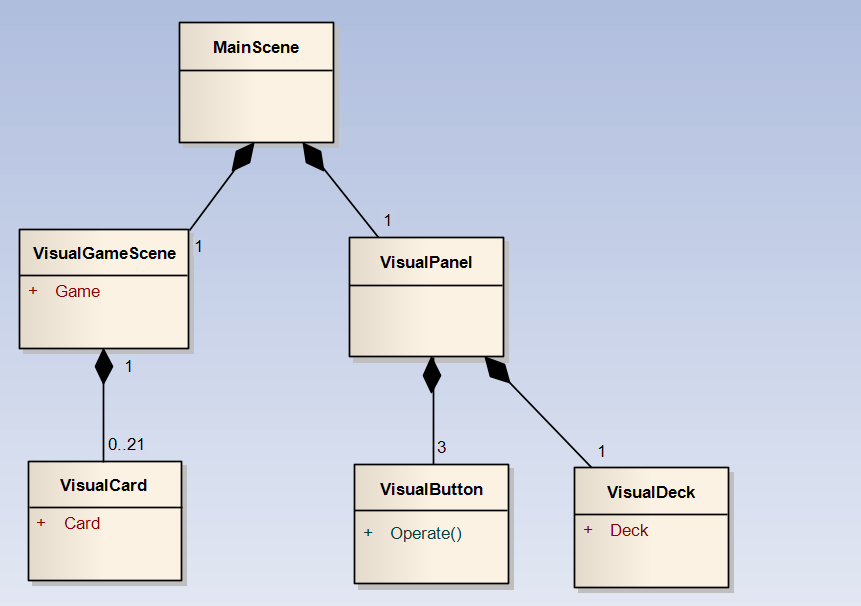 MainScene
1
1
VisualGameScene
+ Game
VisualPanel
1
0..21
3
1
VisualCard
+ Card
VisualButton
+ Operate()
VisualDeck
+ Deck